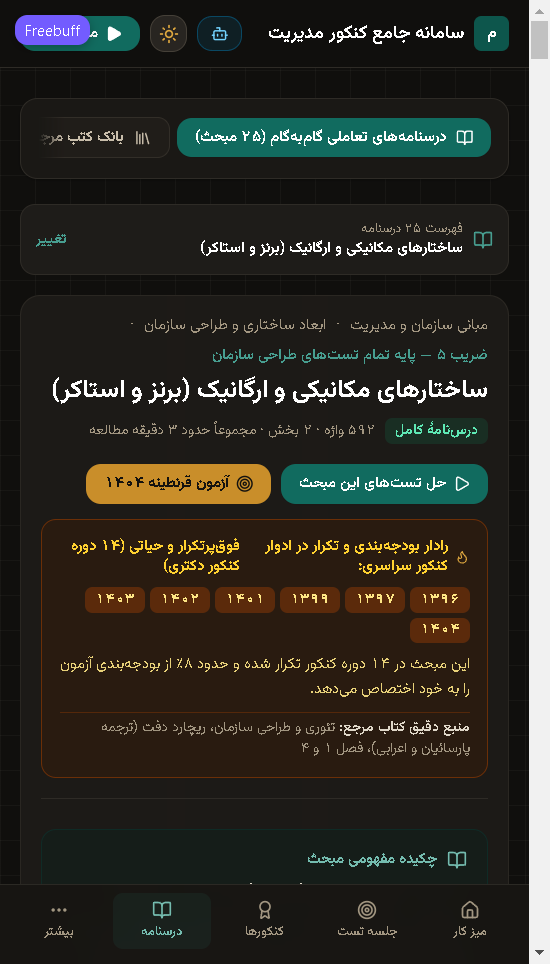 م
سامانه جامع کنکور مدیریت
Freebuff
درسنامه‌های تعاملی گام‌به‌گام (۲۵ مبحث)
بانک کتب
فهرست ۲۵ درسنامه
ساختارهای مکانیکی و ارگانیک (برنز و استاکر)
تغییر
مبانی سازمان و مدیریت · ابعاد ساختاری و طراحی سازمان ·
ضریب ۵ — پایه تمام تست‌های طراحی سازمان
ساختارهای مکانیکی و ارگانیک (برنز و استاکر)
درس‌نامهٔ کامل
۵۹۲ واژه · ۲ بخش · مجموعاً حدود ۳ دقیقه مطالعه
حل تست‌های این مبحث
آزمون قرنطینه ۱۴۰۴
رادار بودجه‌بندی و تکرار در ادوار
کنکور سراسری:
فوق‌پرتکرار و حیاتی (۱۴ دوره
کنکور دکتری)
۱۳۹۶ ۱۳۹۷ ۱۳۹۹ ۱۴۰۱ ۱۴۰۲ ۱۴۰۳
۱۴۰۴
این مبحث در ۱۴ دوره کنکور تکرار شده و حدود ۸٪ از بودجه‌بندی آزمون
را به خود اختصاص می‌دهد.
منبع دقیق کتاب مرجع: تئوری و طراحی سازمان، ریچارد دفت (ترجمه
پارسائیان و اعرابی)، فصل ۱ و ۴
چکیده مفهومی مبحث
میز کار
جلسه تست
کنکورها
درسنامه
بیشتر